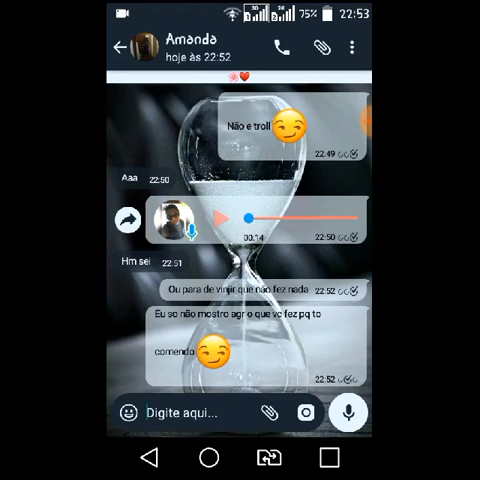 75% 22:53
Amanda
hoje às 22:52
Não e troll
22:49
Aaa 22:50
00:14 22:50
Hm sei 22:51
Ou para de vinjir que não fez nada 22:52
Eu so não mostro agr o que vc fez pq to
comendo
22:52
Digite aqui...